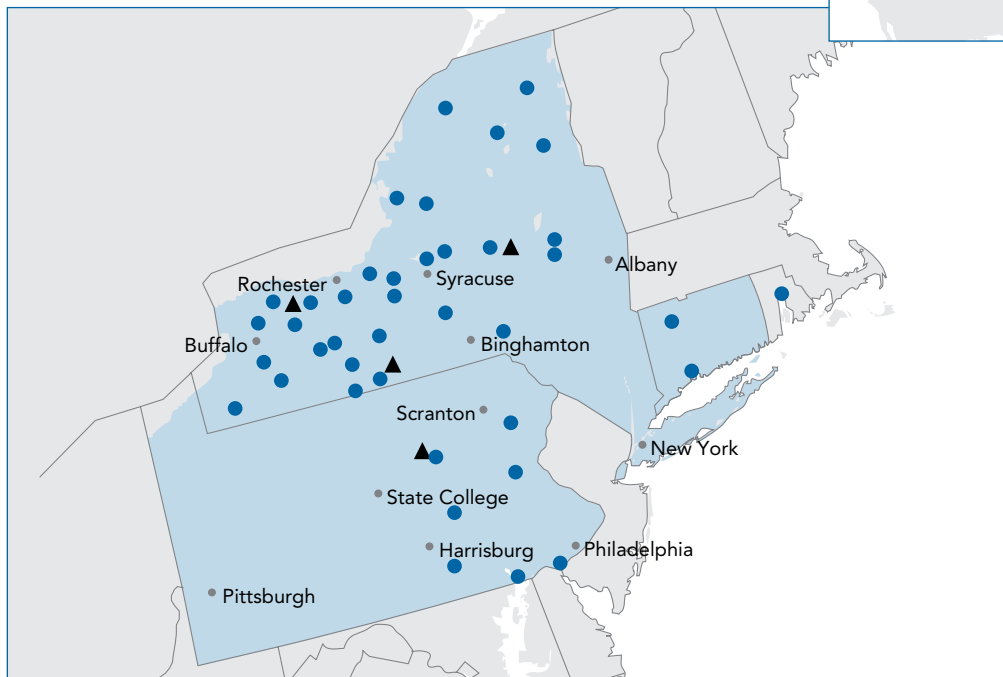 Albany
Rochester
Syracuse
Buffalo
Binghamton
Scranton
New York
State College
Harrisburg
Philadelphia
Pittsburgh